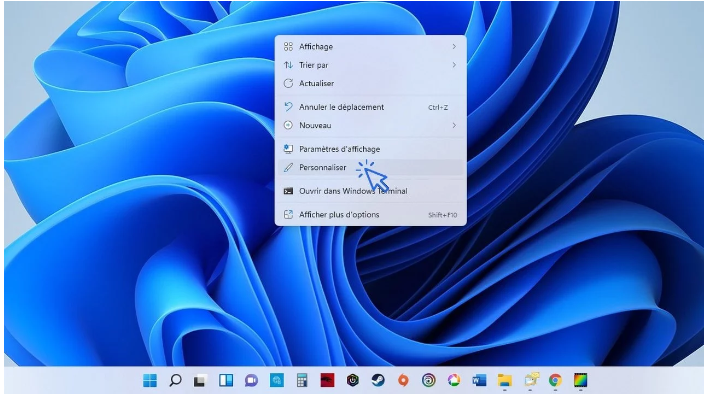 Affichage
Trier par
Actualiser
Annuler le déplacement Ctrl+Z
Nouveau
Paramètres d'affichage
Personnaliser
Ouvrir dans Windows Terminal
Afficher plus d'options Shift+F10